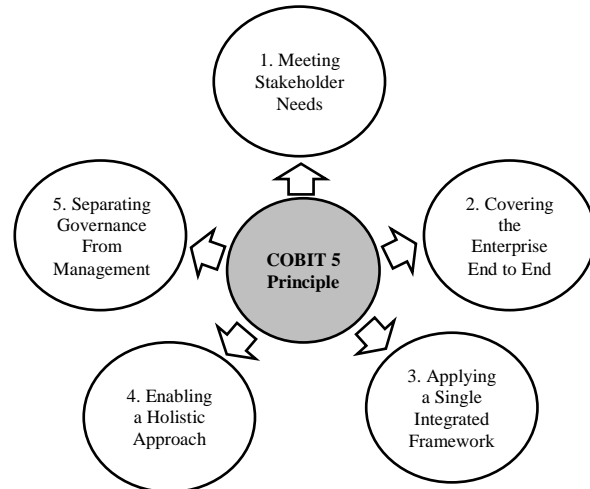 1. Meeting
Stakeholder
Needs
2. Covering
the
Enterprise
End to End
3. Applying
a Single
Integrated
Framework
4. Enabling
a Holistic
Approach
5. Separating
Governance
From
Management
COBIT 5
Principle